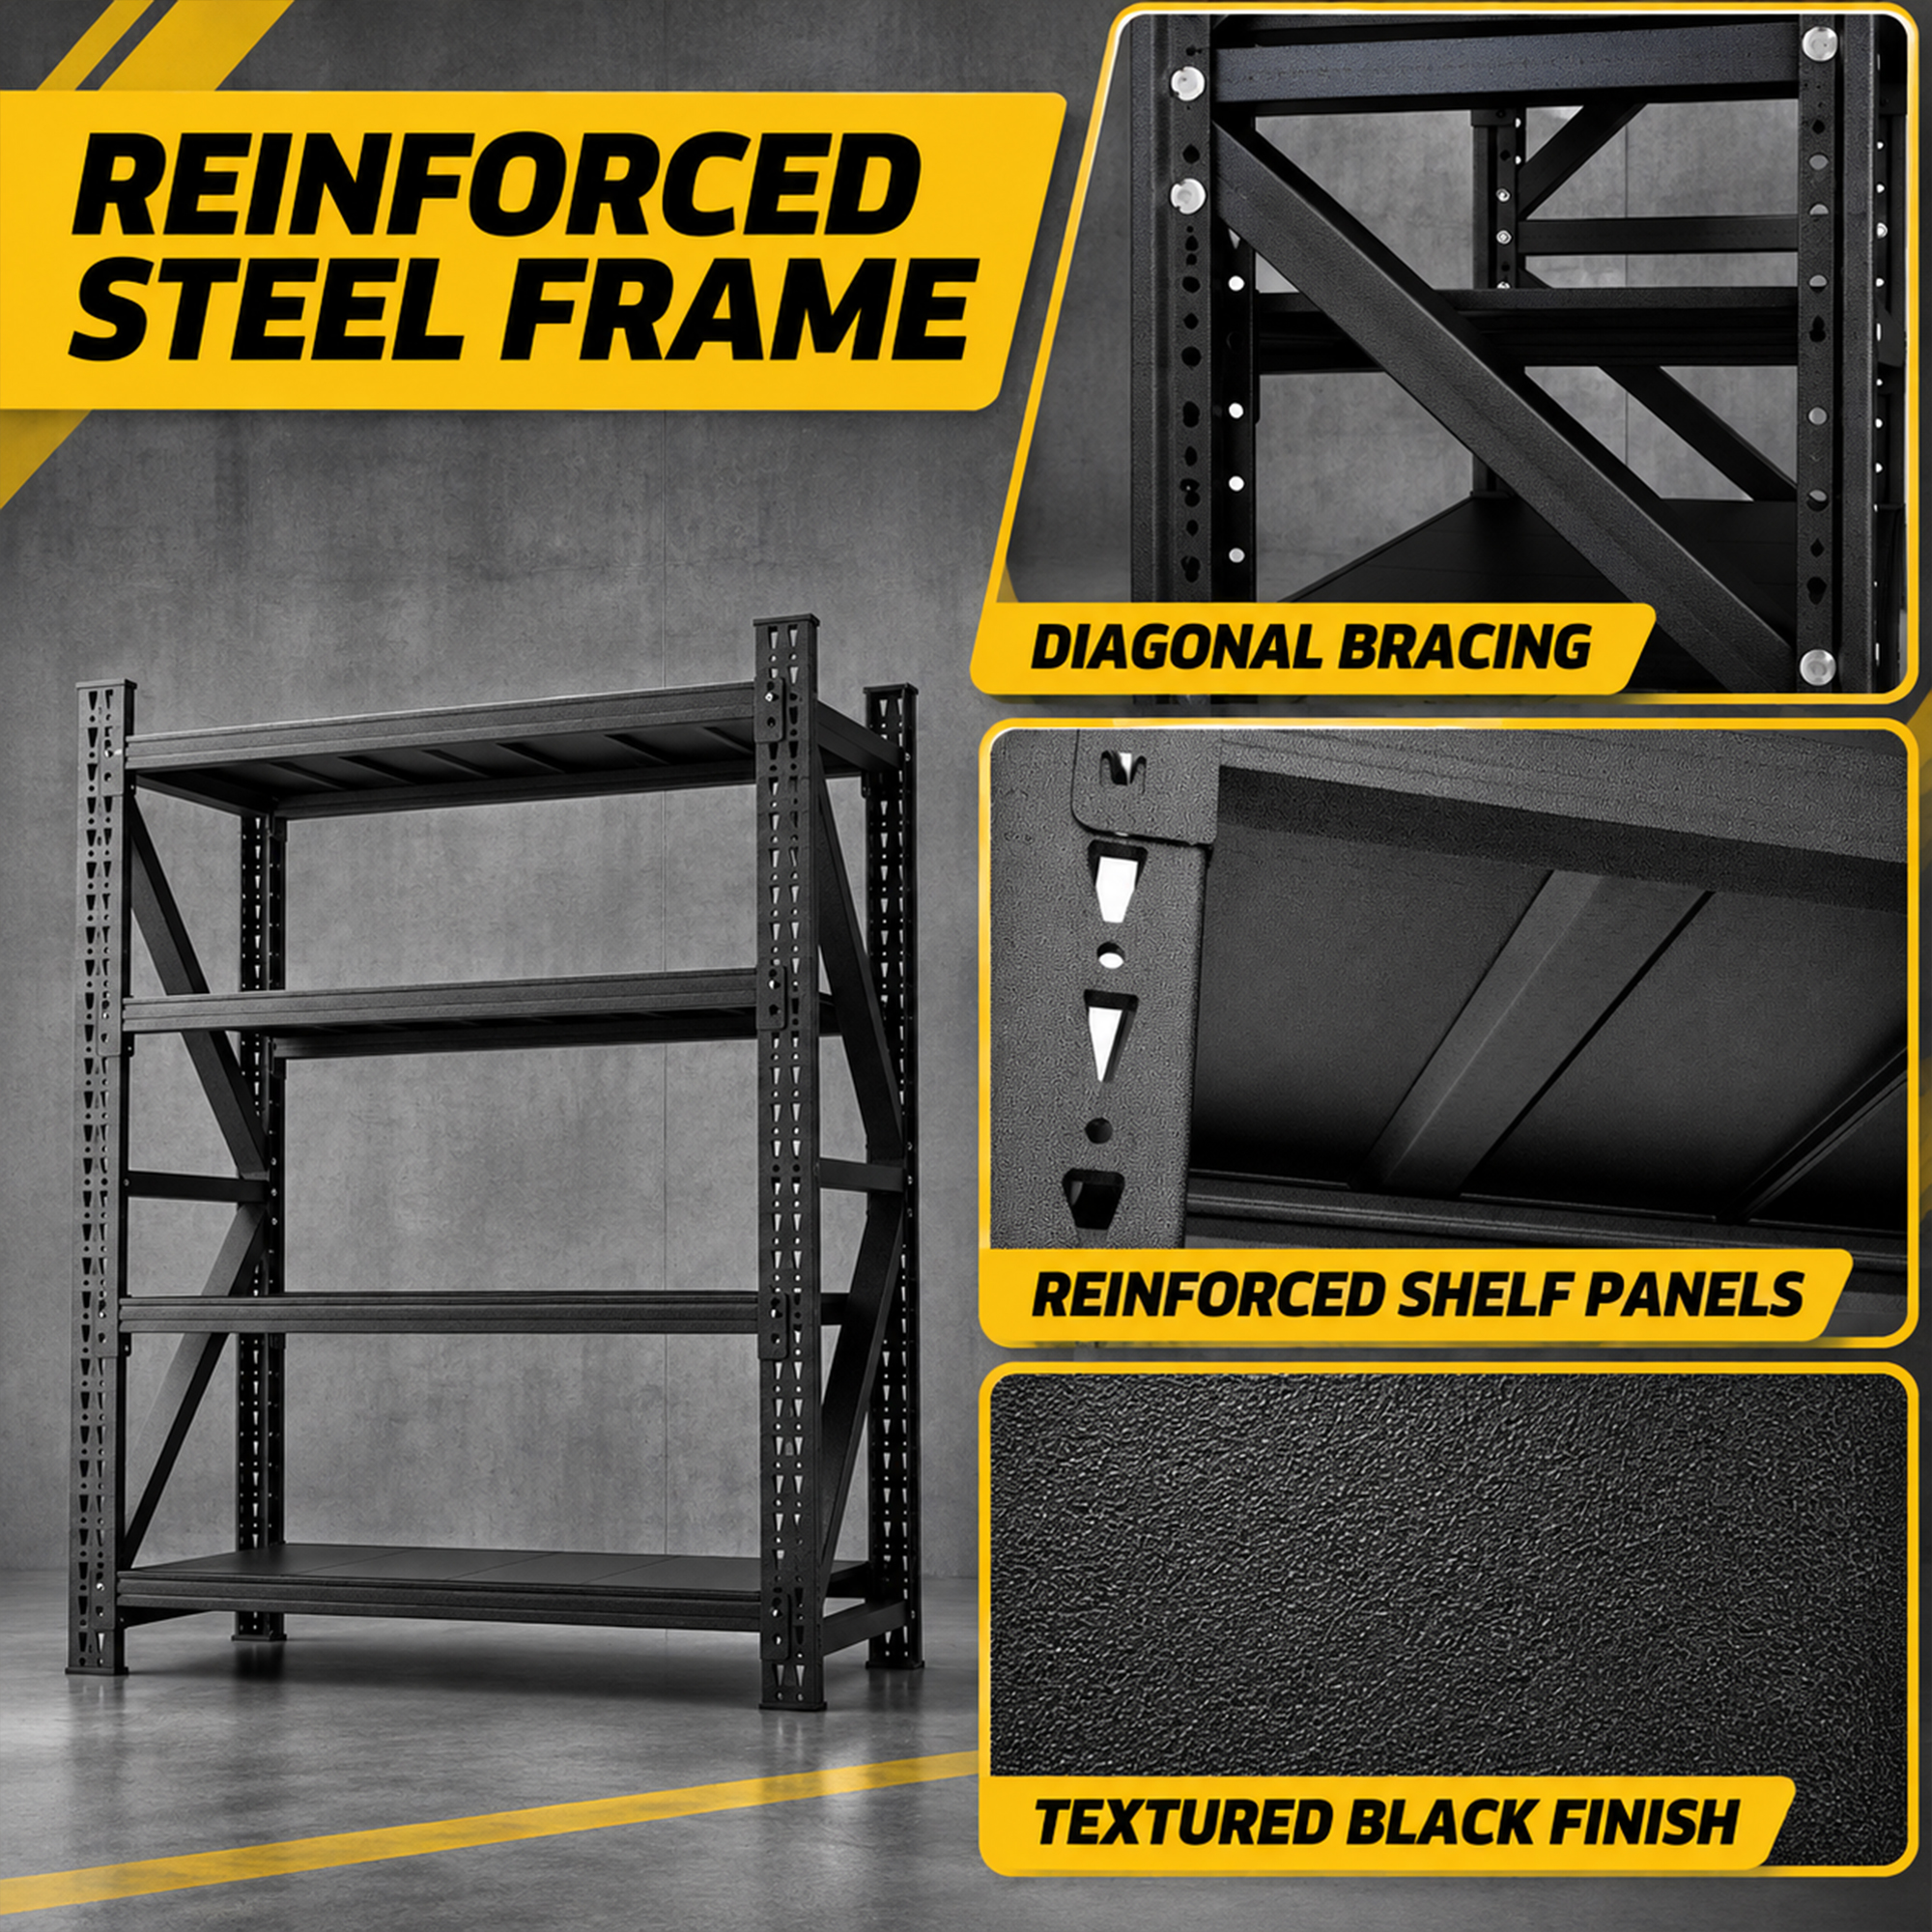 REINFORCED
STEEL FRAME
DIAGONAL BRACING
REINFORCED SHELF PANELS
TEXTURED BLACK FINISH